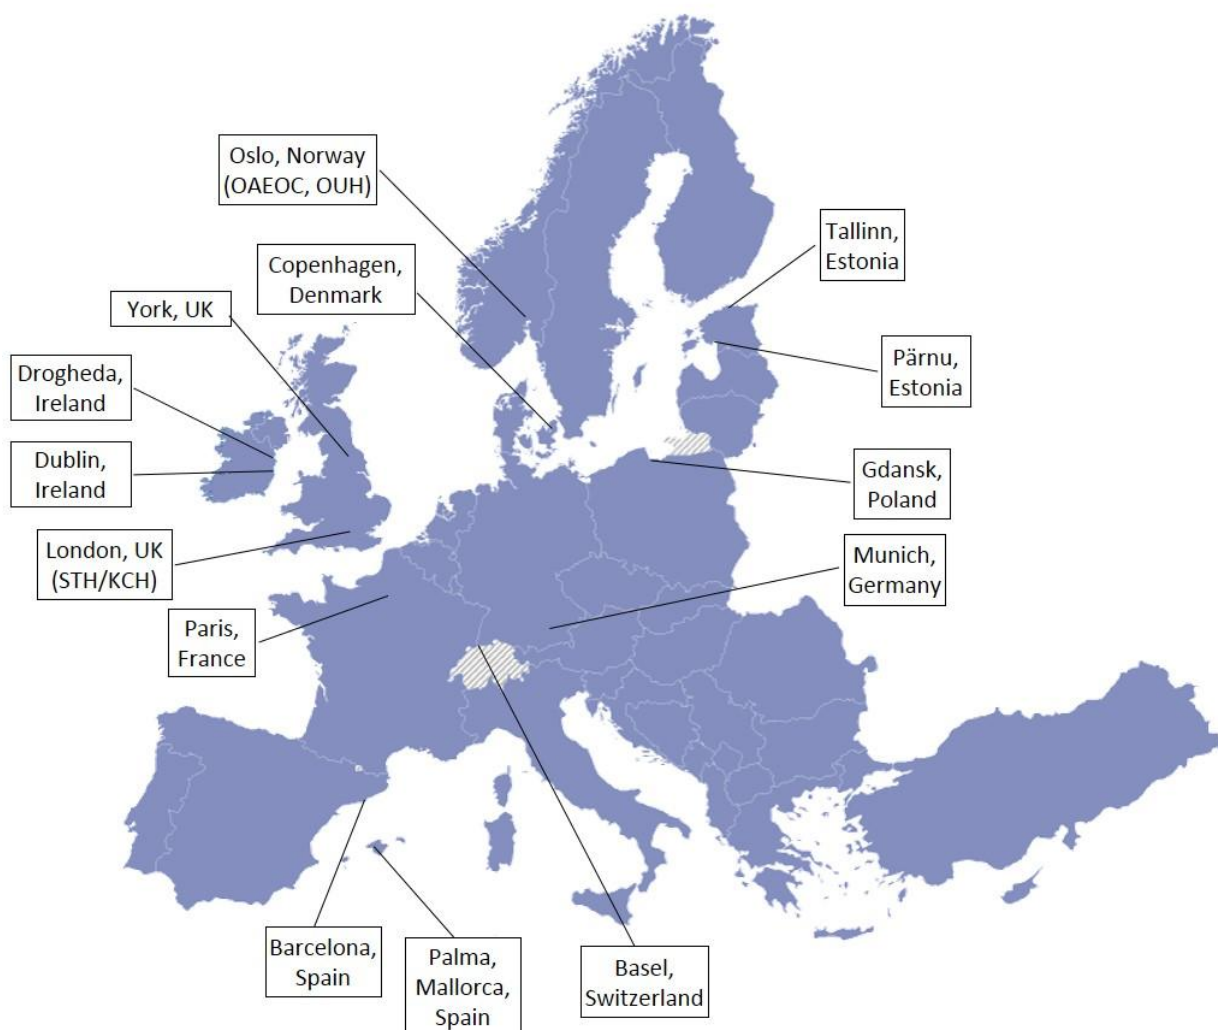 Oslo, Norway
(OAEOC, OUH)
Tallinn,
Estonia
Copenhagen,
Denmark
York, UK
Pärnu,
Estonia
Drogheda,
Ireland
Dublin,
Ireland
Gdansk,
Poland
London, UK
(STH/KCH)
Munich,
Germany
Paris,
France
Barcelona,
Spain
Palma,
Mallorca,
Spain
Basel,
Switzerland